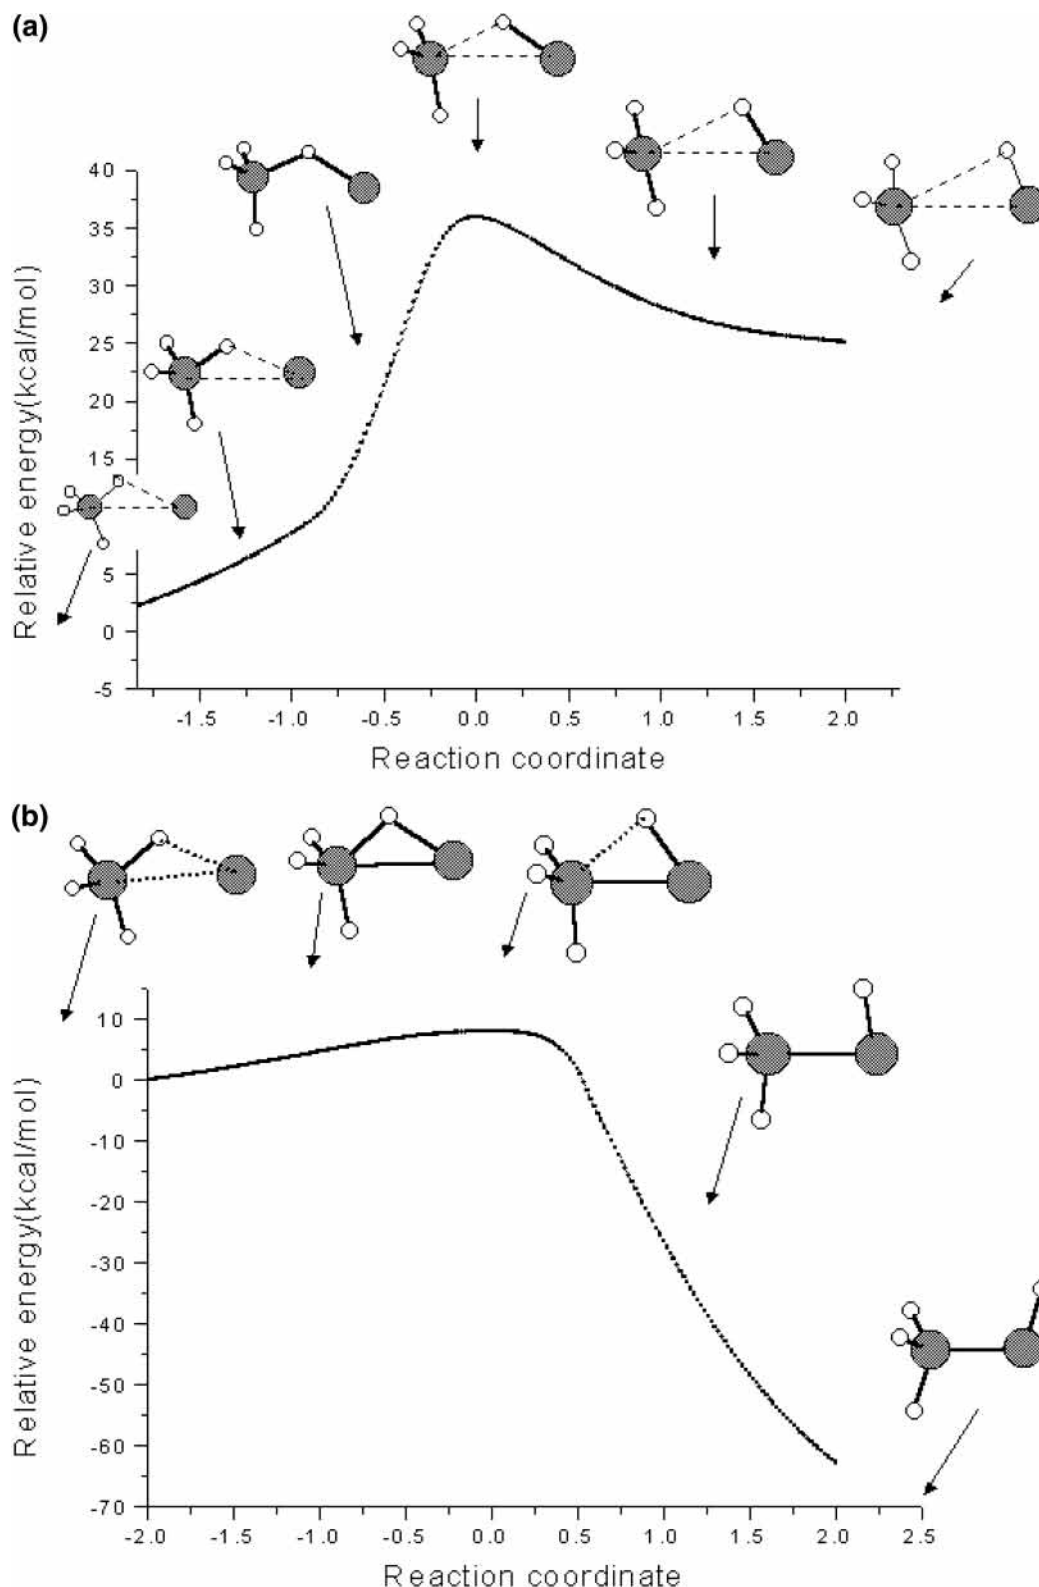 (a)
40
35
30
25
20
15
5
0
-5
Relative energy(kcal/mol)
-1.5 -1.0 -0.5 0.0 0.5 1.0 1.5 2.0
Reaction coordinate
(b)
10
0
-10
-20
-30
-40
-50
-60
-70
Relative energy(kcal/mol)
-2.0 -1.5 -1.0 -0.5 0.0 0.5 1.0 1.5 2.0 2.5
Reaction coordinate